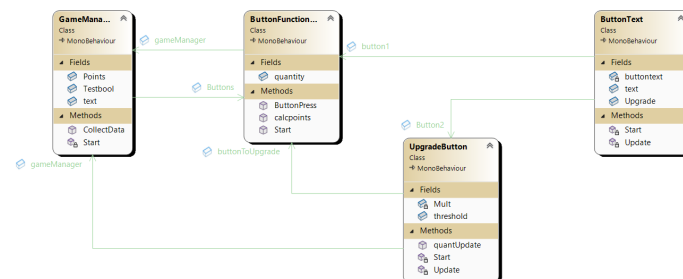 GameMana...
Class
MonoBehaviour
Fields
Points
Testbool
text
Methods
CollectData
Start
gameManager
Buttons
gameManager
ButtonFunction...
Class
MonoBehaviour
Fields
quantity
Methods
ButtonPress
calcpoints
Start
button1
buttonToUpgrade
Button2
UpgradeButton
Class
MonoBehaviour
Fields
Mult
threshold
Methods
quantUpdate
Start
Update
ButtonText
Class
MonoBehaviour
Fields
buttontext
text
Upgrade
Methods
Start
Update